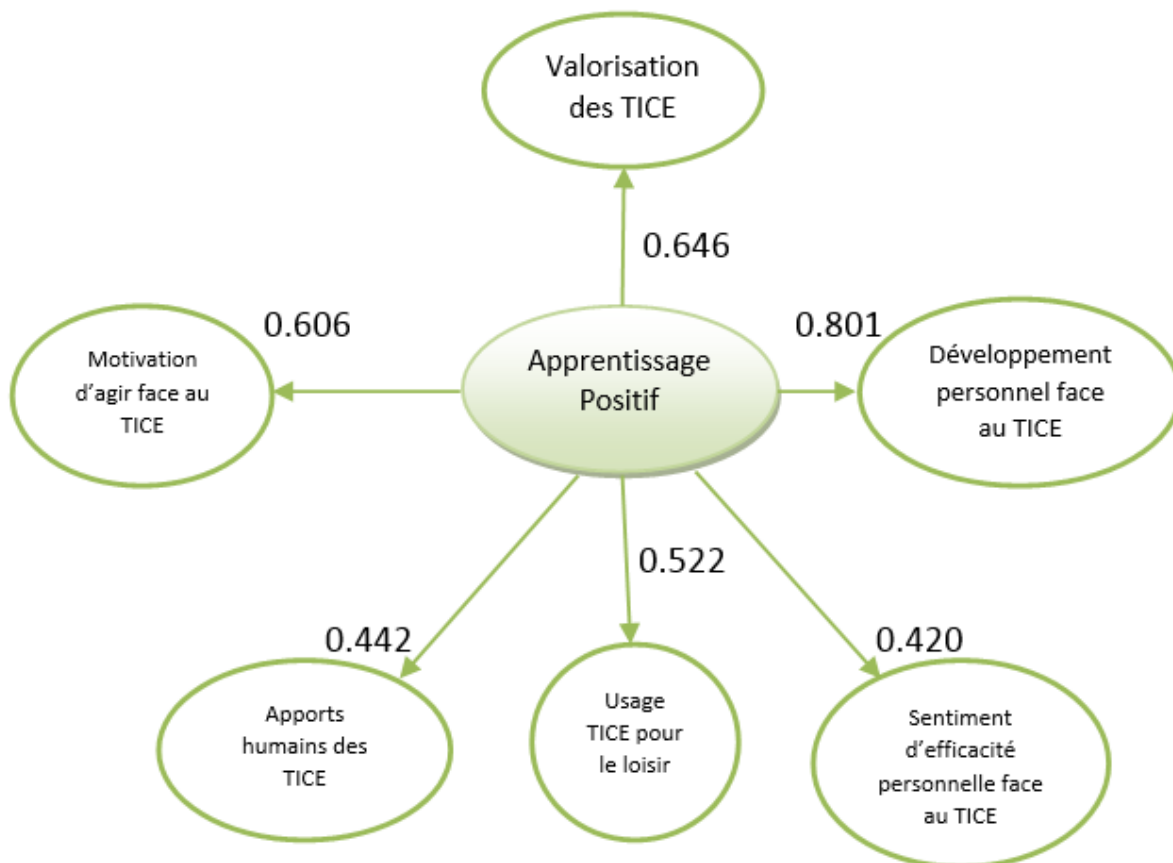 Valorisation
des TICE
0.646
0.606
0.801
Motivation
d'agir face au
TICE
Apprentissage
Positif
Développement
personnel face
au TICE
0.522
0.442
0.420
Apports
humains des
TICE
Usage
TICE pour
le loisir
Sentiment
d'efficacité
personnelle face
au TICE